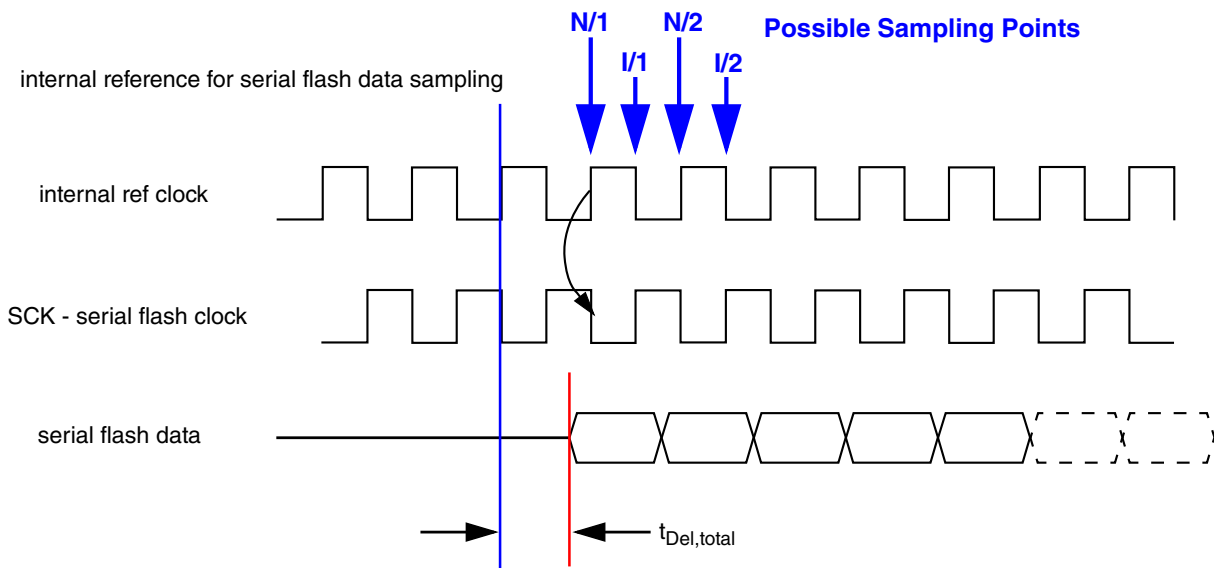 N/1
N/2
Possible Sampling Points
I/1
I/2
internal reference for serial flash data sampling
internal ref clock
SCK - serial flash clock
serial flash data
tDel,total